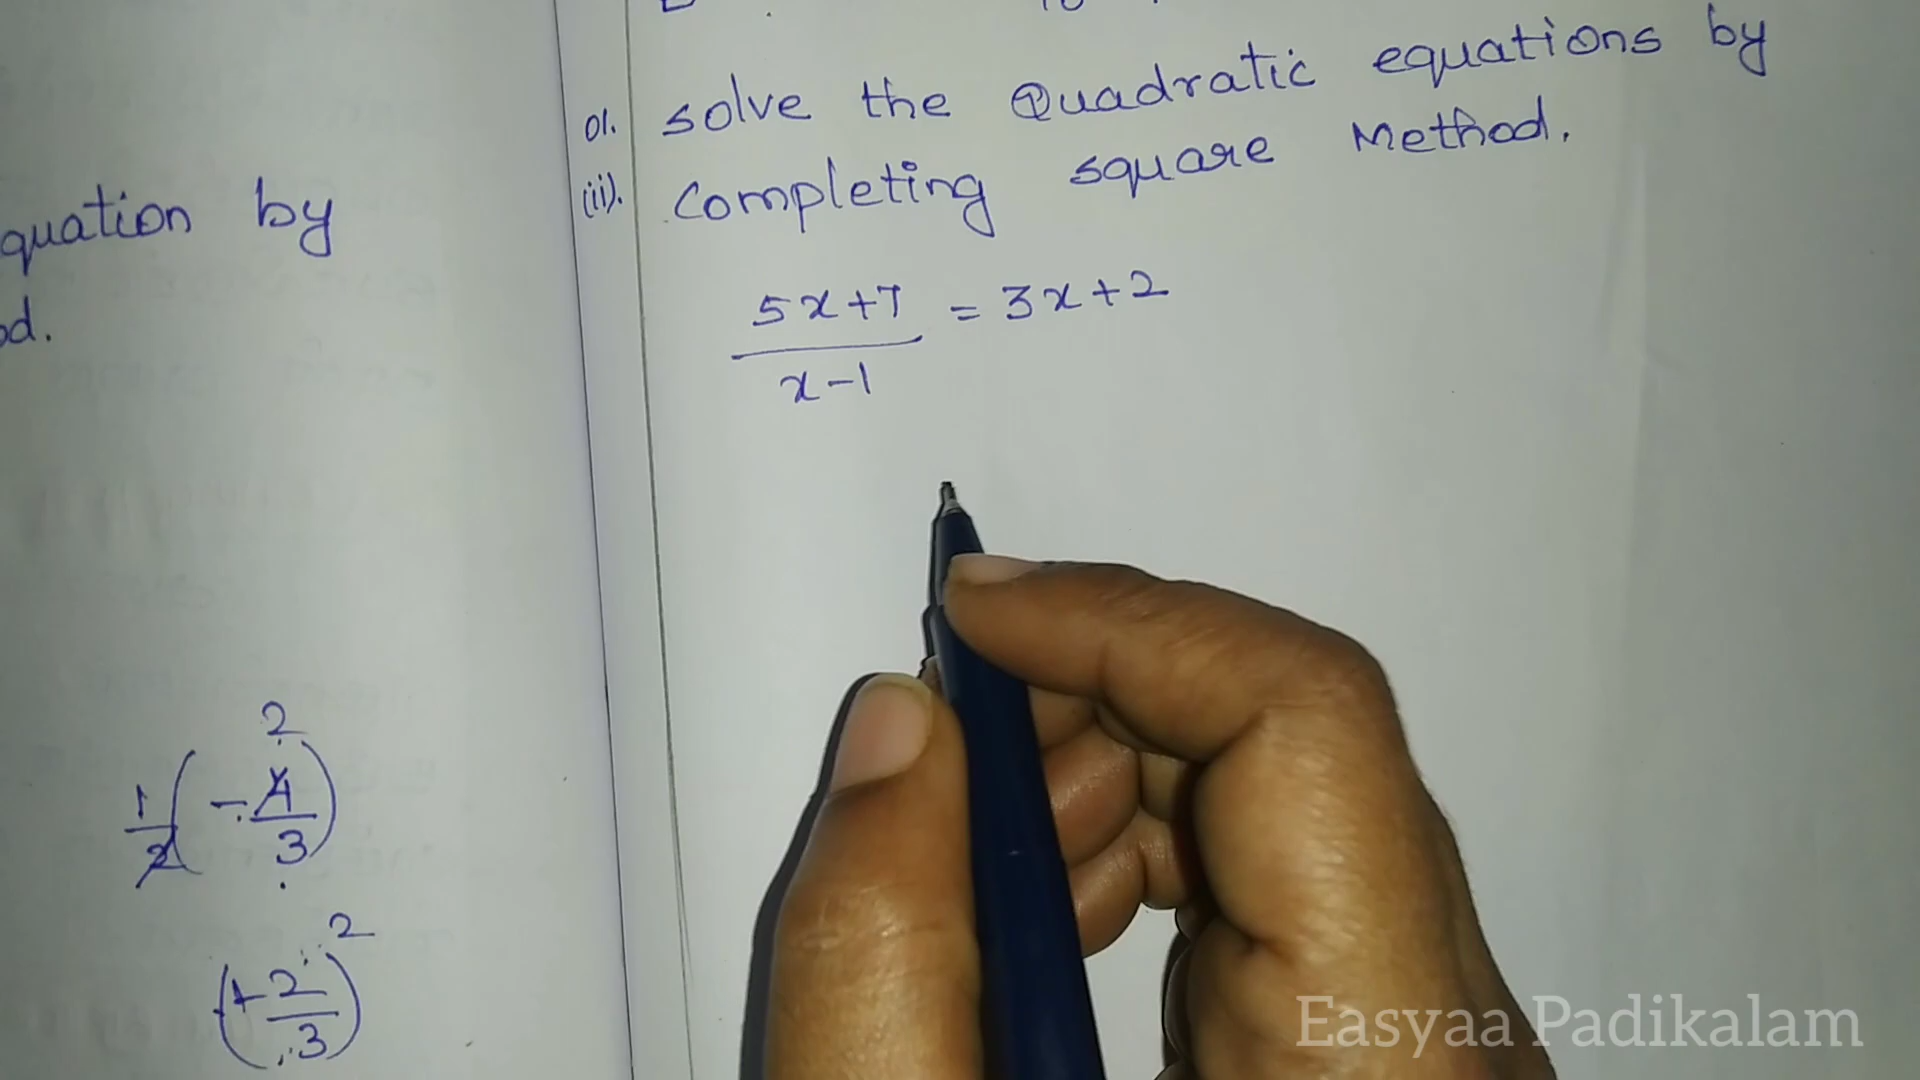 quation by
od.
1/2 (-4/3) 2
(+2/3)²
01. solve the Quadratic equations by
(ii). completing square Method.
5x+7 / x-1 = 3x+2
Easyaa Padikalam